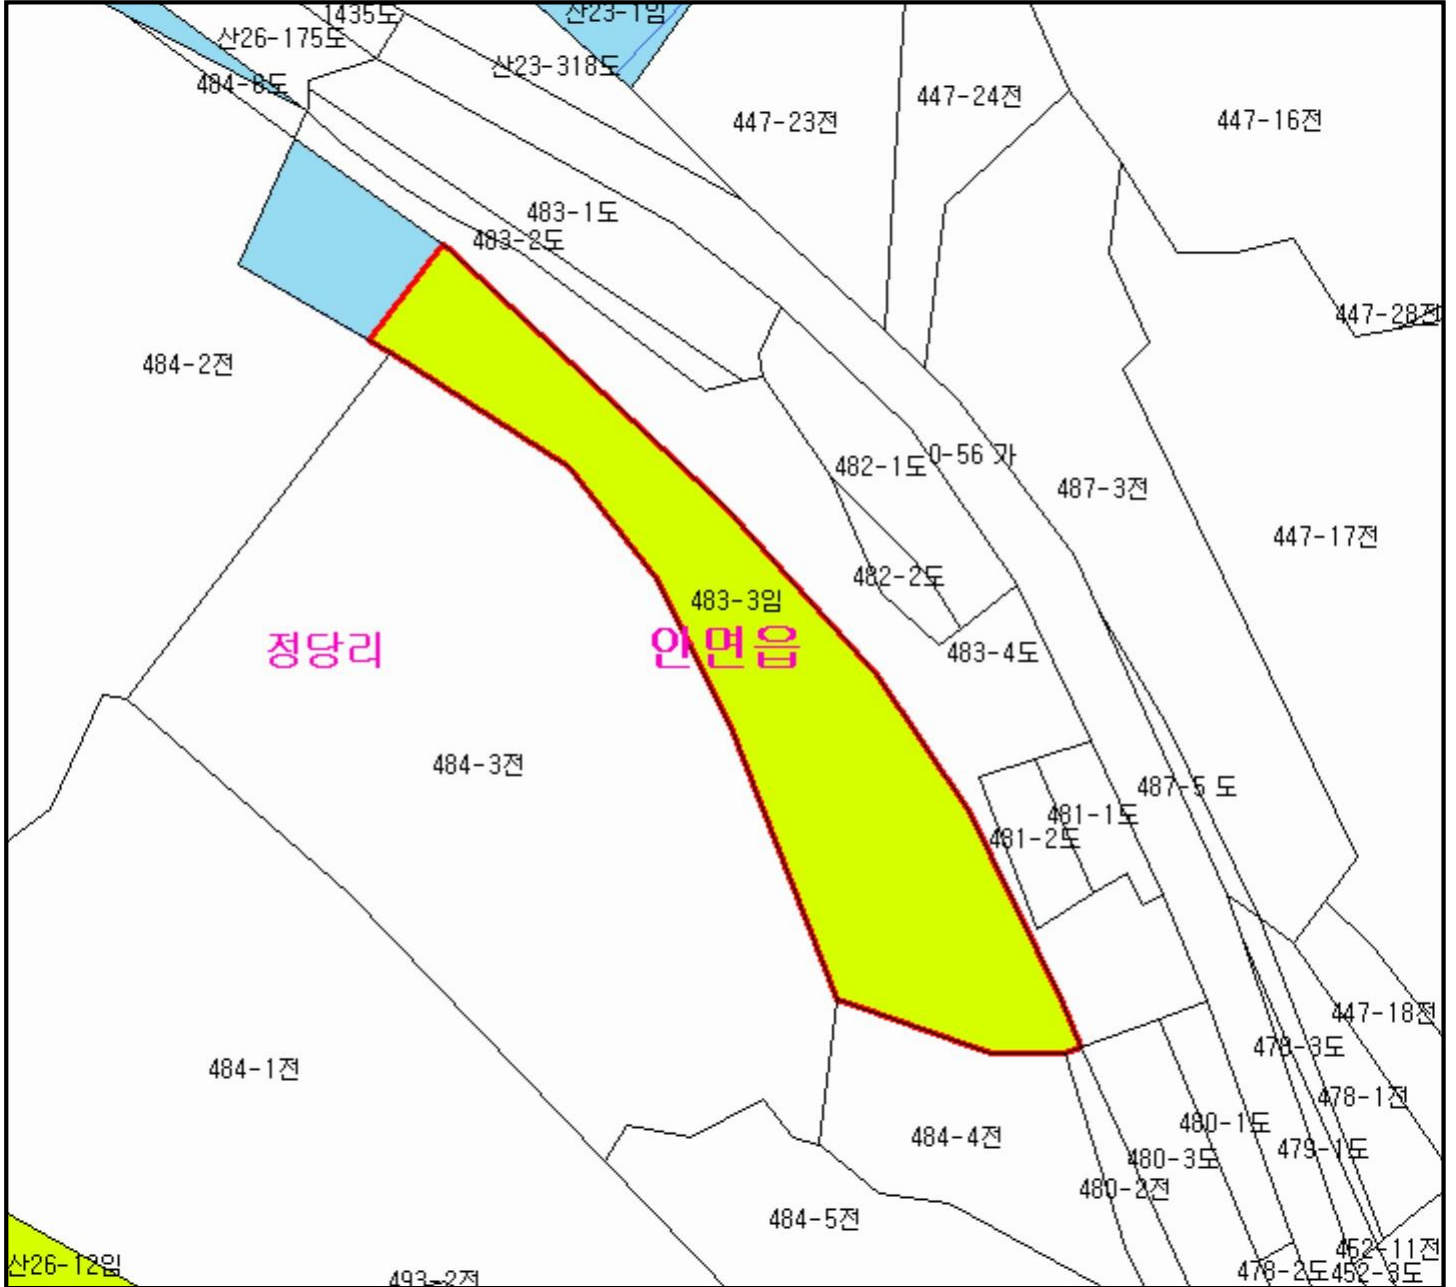 1435도
산23-1임
산26-175도
산23-318도
484-8도
447-24전
447-23전
447-16전
483-1도
483-2도
447-28전
484-2전
482-1도
0-56 가
487-3전
447-17전
482-2도
483-3임
정당리
안면읍
483-4도
484-3전
487-5 도
481-1도
481-2도
447-18전
484-1전
478-3도
478-1전
480-1도
484-4전
479-1도
480-3도
480-2전
484-5전
452-11전
산26-12임
478-2도
452-3도
493-2전